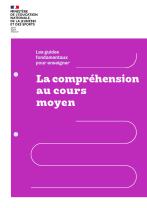 MINISTÈRE
DE L'ÉDUCATION
NATIONALE,
DE LA JEUNESSE
ET DES SPORTS
Les guides
fondamentaux
pour enseigner
La compréhension
au cours
moyen